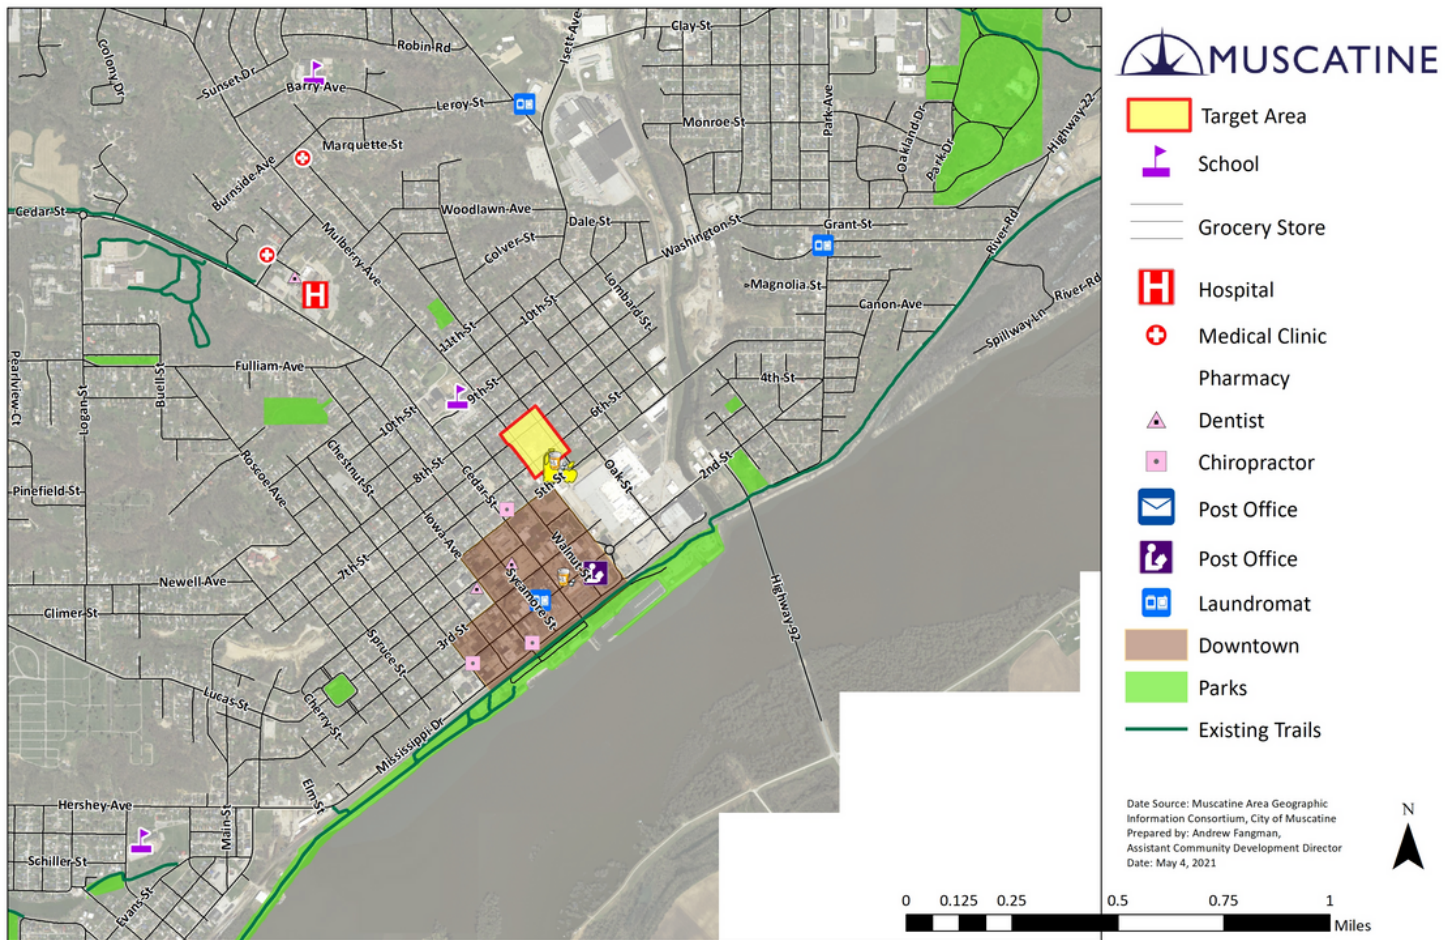 Colony Dr
Robin Rd
Isett Ave
Clay St
Sunset Dr
Barry Ave
Leroy St
Monroe St
Park Ave
Oakland Dr
Park Dr
Highway 22
Marquette St
Burnside Ave
Cedar St
Woodlawn Ave
Dale St
Mulberry Ave
Colver St
Washington St
Grant St
River Rd
Lombard St
Magnolia St
Canon Ave
River Rd
10th St
11th St
Spillway Ln
Pearlview Ct
Logan St
Buell St
Fulliam Ave
9th St
6th St
4th St
10th St
Chestnut St
8th St
Roscoe Ave
Cedar St
5th St
Oak St
2nd St
Pinefield St
Iowa Ave
Walnut St
7th St
Newell Ave
Sycamore St
Highway 92
Climer St
3rd St
Spruce St
Lucas St
Cherry St
Mississippi Dr
Elm St
Hershey Ave
Main St
Schiller St
Evans St
MUSCATINE
Target Area
School
Grocery Store
H
Hospital
Medical Clinic
Pharmacy
Dentist
Chiropractor
Post Office
Post Office
Laundromat
Downtown
Parks
Existing Trails
Date Source: Muscatine Area Geographic
Information Consortium, City of Muscatine
Prepared by: Andrew Fangman,
Assistant Community Development Director
Date: May 4, 2021
N
0 0.125 0.25 0.5 0.75 1
Miles
H